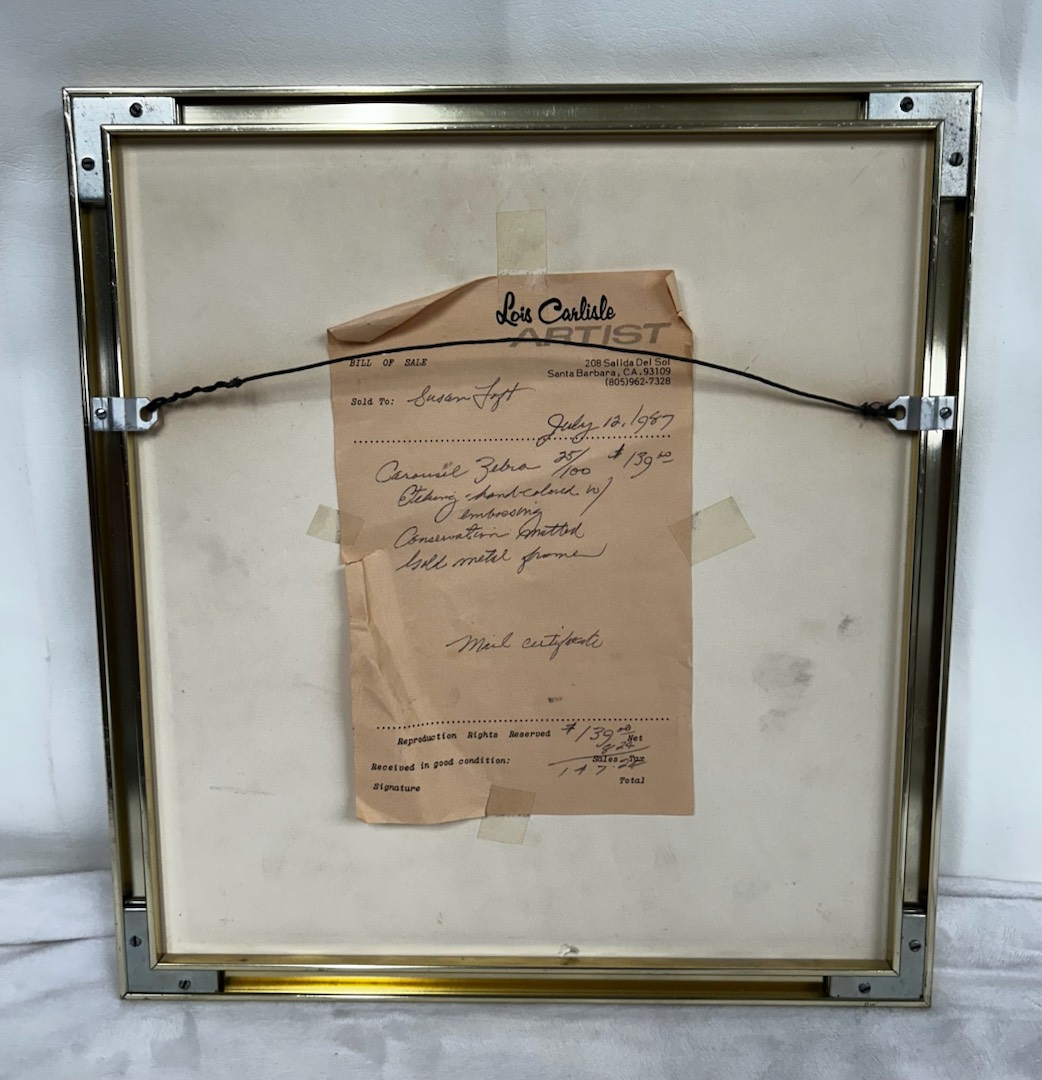 Lois Carlisle
ARTIST
BILL OF SALE
208 Salida Del Sol
Santa Barbara, CA. 93109
(805)962-7328
Sold To: Susan
July 12, 1987
Carousel Zebra 25/100 $139.00
Etching - hand-colored w/
embossing
Conservation matted
Gold metal frame
Mail certificate
Reproduction Rights Reserved $139.00 Net
Received in good condition: Sales Tax
Signature Total